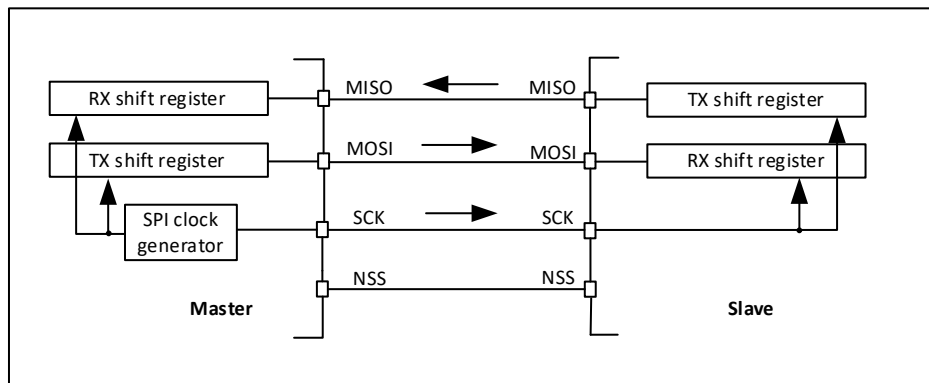 RX shift register
MISO
MISO
TX shift register
TX shift register
MOSI
MOSI
RX shift register
SPI clock
generator
SCK
SCK
NSS
NSS
Master
Slave